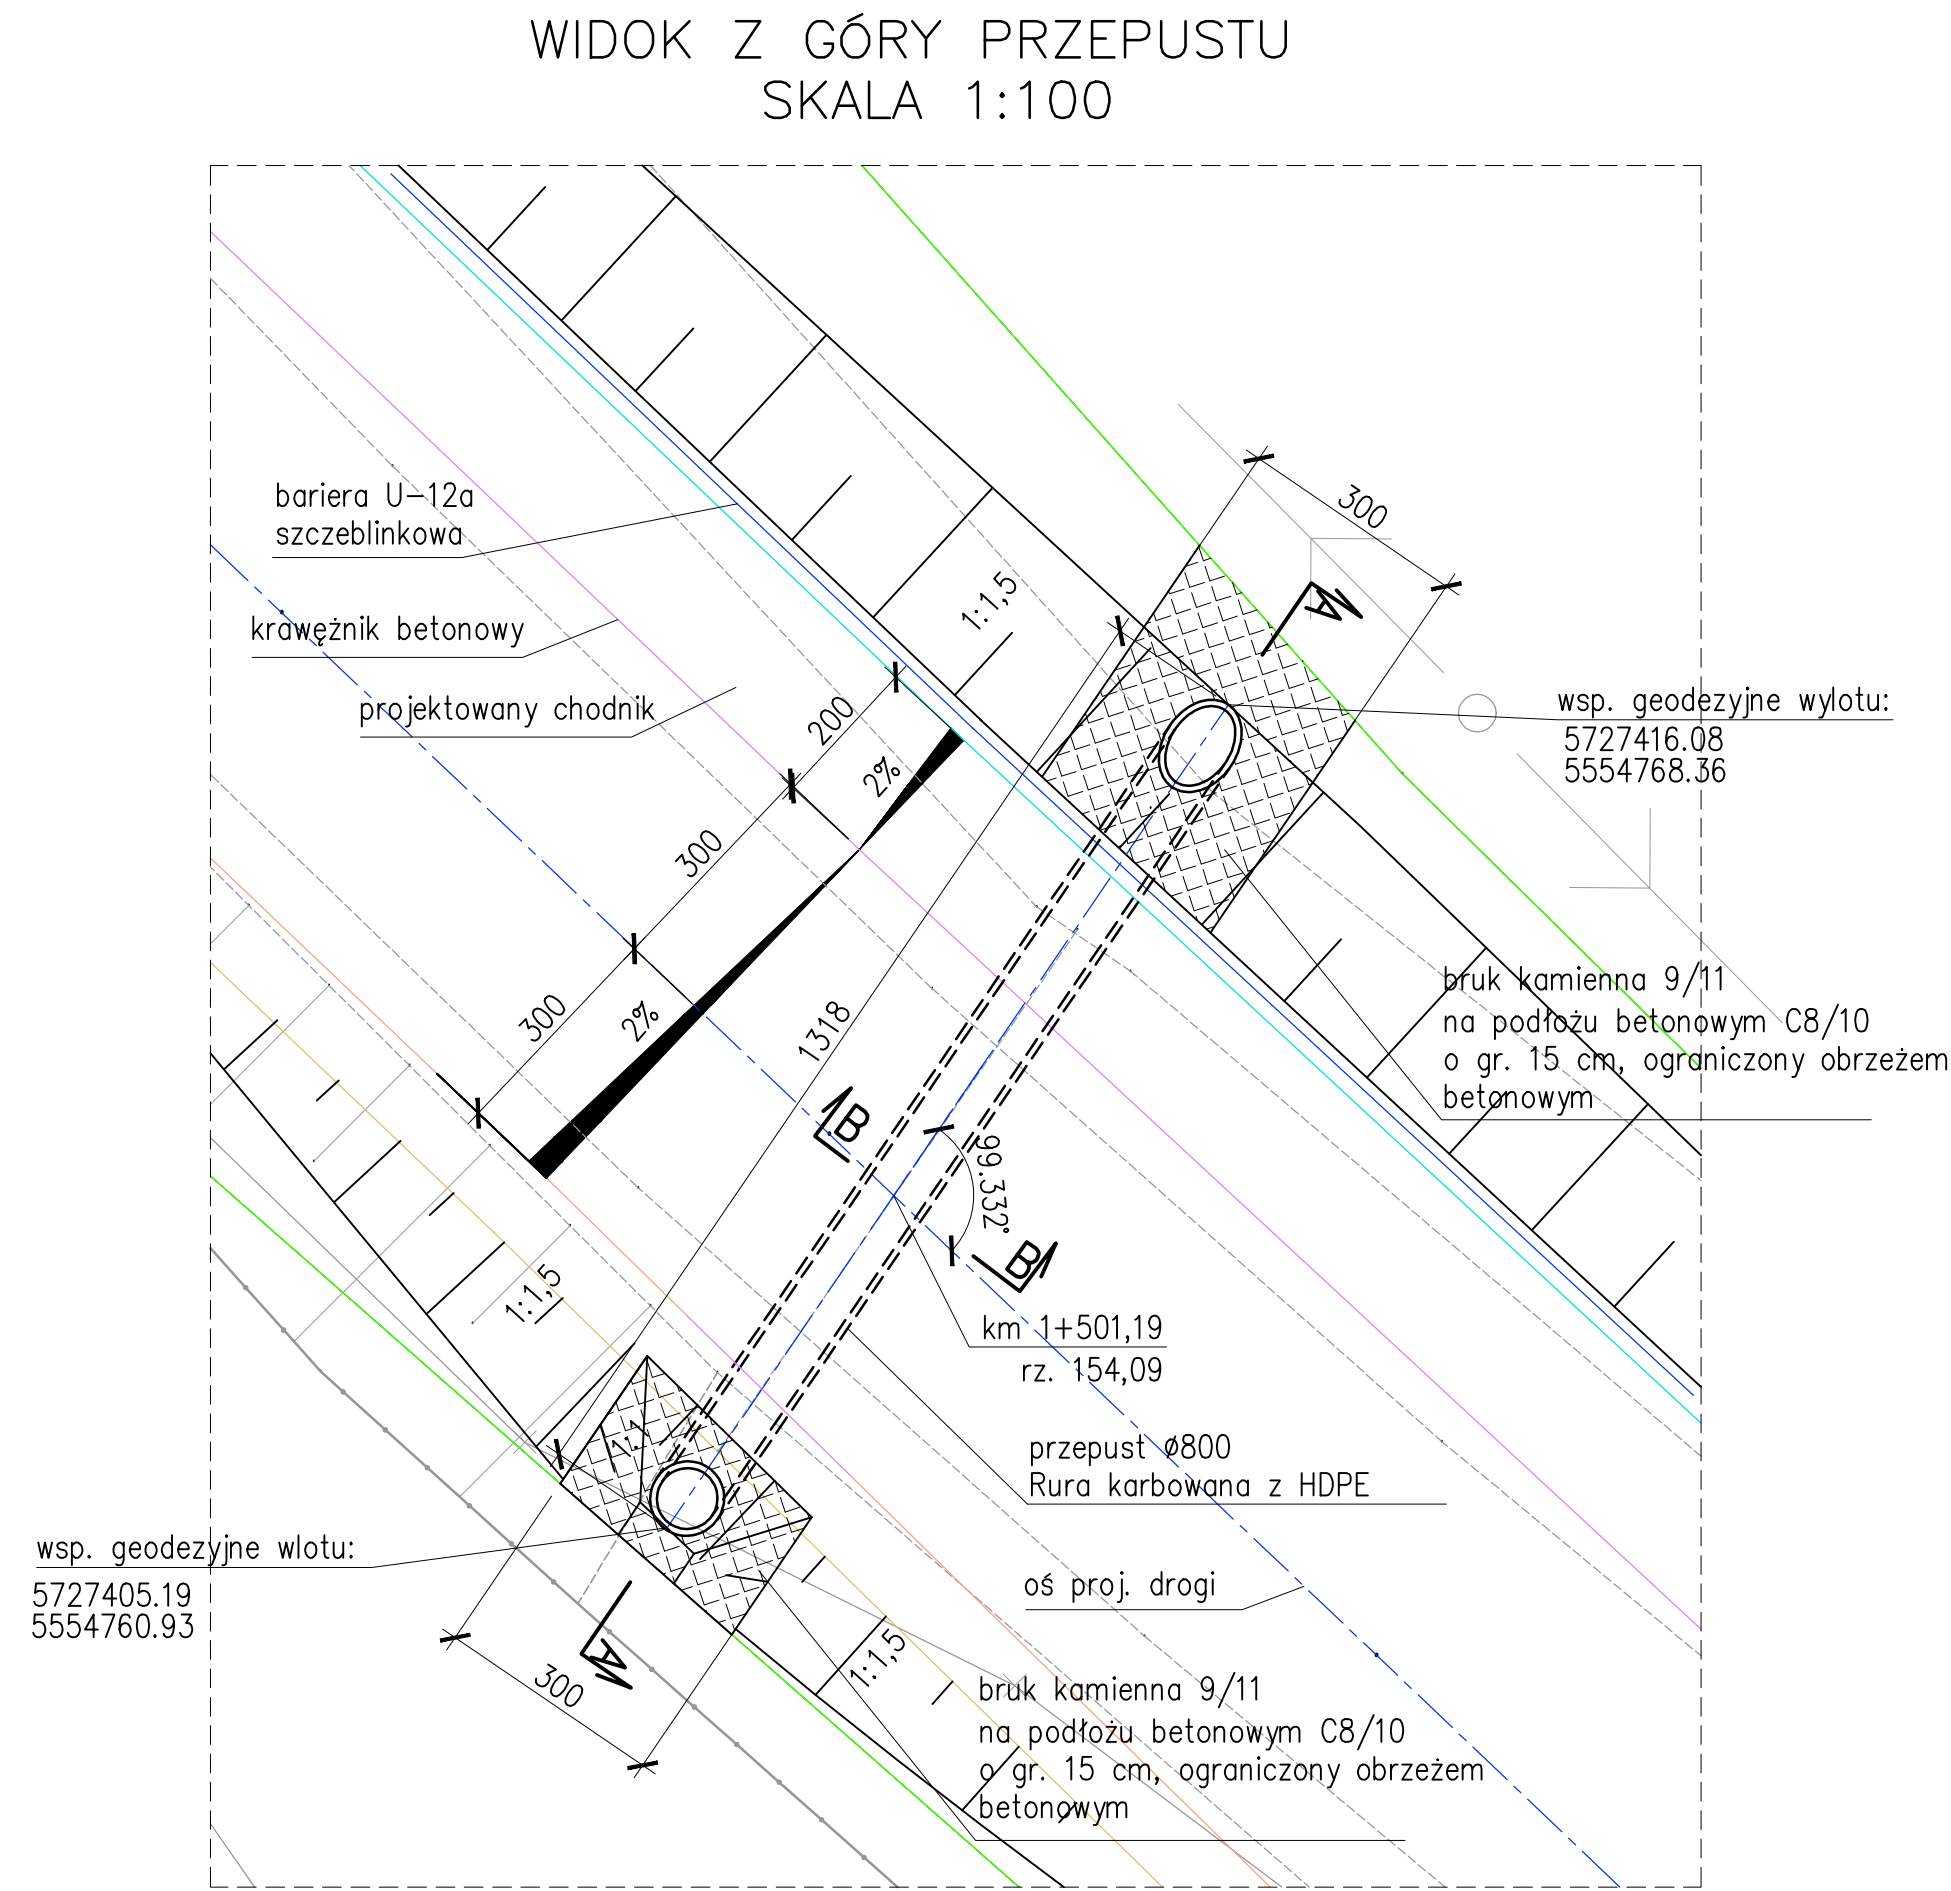 WIDOK Z GÓRY PRZEPUSTU
SKALA 1:100
bariera U-12a
szczeblinkowa
300
1:1,5
A
krawężnik betonowy
projektowany chodnik
200
2%
wsp. geodezyjne wylotu:
5727416.08
5554768.36
300
300
2%
1318
bruk kamienna 9/11
na podłożu betonowym C8/10
o gr. 15 cm, ograniczony obrzeżem
betonowym
B
99.332°
B
1:1,5
km 1+501,19
rz. 154,09
1:1
przepust ø800
Rura karbowana z HDPE
wsp. geodezyjne wlotu:
5727405.19
5554760.93
oś proj. drogi
A
300
1:1,5
bruk kamienna 9/11
na podłożu betonowym C8/10
o gr. 15 cm, ograniczony obrzeżem
betonowym